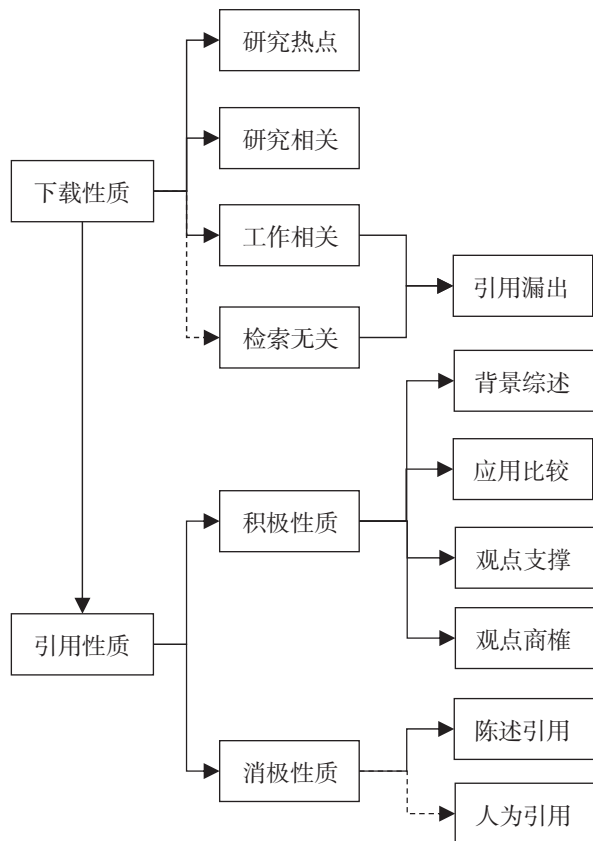 研究热点
研究相关
下载性质
工作相关
引用漏出
检索无关
背景综述
应用比较
积极性质
观点支撑
引用性质
观点商榷
陈述引用
消极性质
人为引用